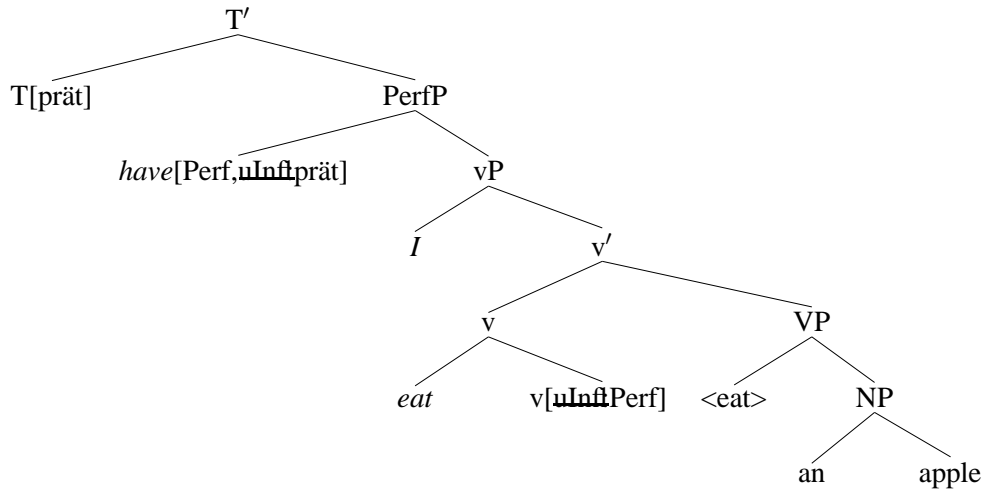 T′
T[prät] PerfP
have[Perf,uInflprät] vP
I v′
v VP
eat v[uInflPerf] <eat> NP
an apple